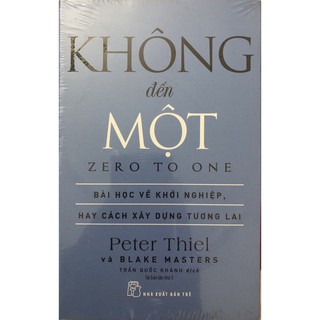 KHÔNG
đến
MỘT
ZERO TO ONE
BÀI HỌC VỀ KHỞI NGHIỆP,
HAY CÁCH XÂY DỰNG TƯƠNG LAI
Peter Thiel
và BLAKE MASTERS
TRẦN QUỐC KHÁNH dịch
NHÀ XUẤT BẢN TRẺ